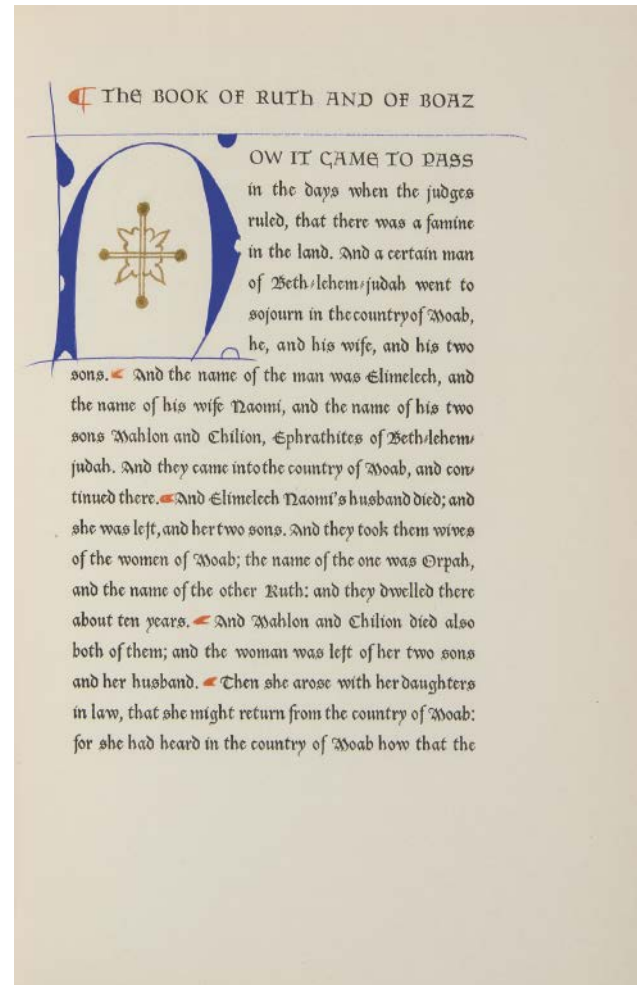 ¶ THE BOOK OF RUTH AND OF BOAZ
NOW IT CAME TO PASS
in the days when the judges
ruled, that there was a famine
in the land. And a certain man
of Beth-lehem-judah went to
sojourn in the country of Moab,
he, and his wife, and his two
sons. And the name of the man was Elimelech, and
the name of his wife Naomi, and the name of his two
sons Mahlon and Chilion, Ephrathites of Beth-lehem-
judah. And they came into the country of Moab, and con-
tinued there. And Elimelech Naomi's husband died; and
she was left, and her two sons. And they took them wives
of the women of Moab; the name of the one was Orpah,
and the name of the other Ruth: and they dwelled there
about ten years. And Mahlon and Chilion died also
both of them; and the woman was left of her two sons
and her husband. Then she arose with her daughters
in law, that she might return from the country of Moab:
for she had heard in the country of Moab how that the